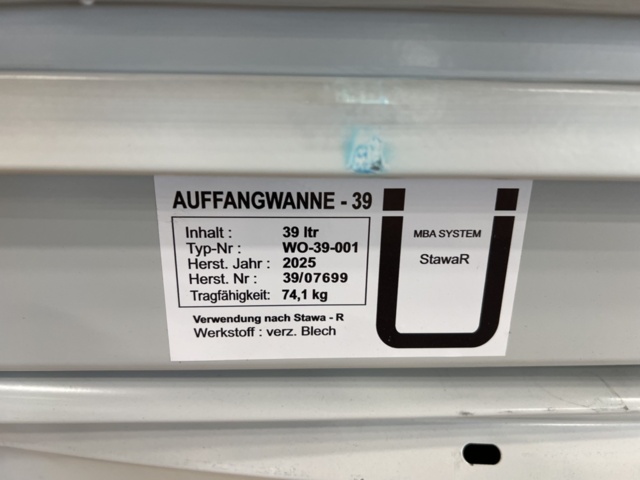 AUFFANGWANNE - 39
Inhalt : 39 ltr
Typ-Nr : WO-39-001
Herst. Jahr : 2025
Herst. Nr : 39/07699
Tragfähigkeit: 74,1 kg
Verwendung nach Stawa - R
Werkstoff : verz. Blech
MBA SYSTEM
StawaR